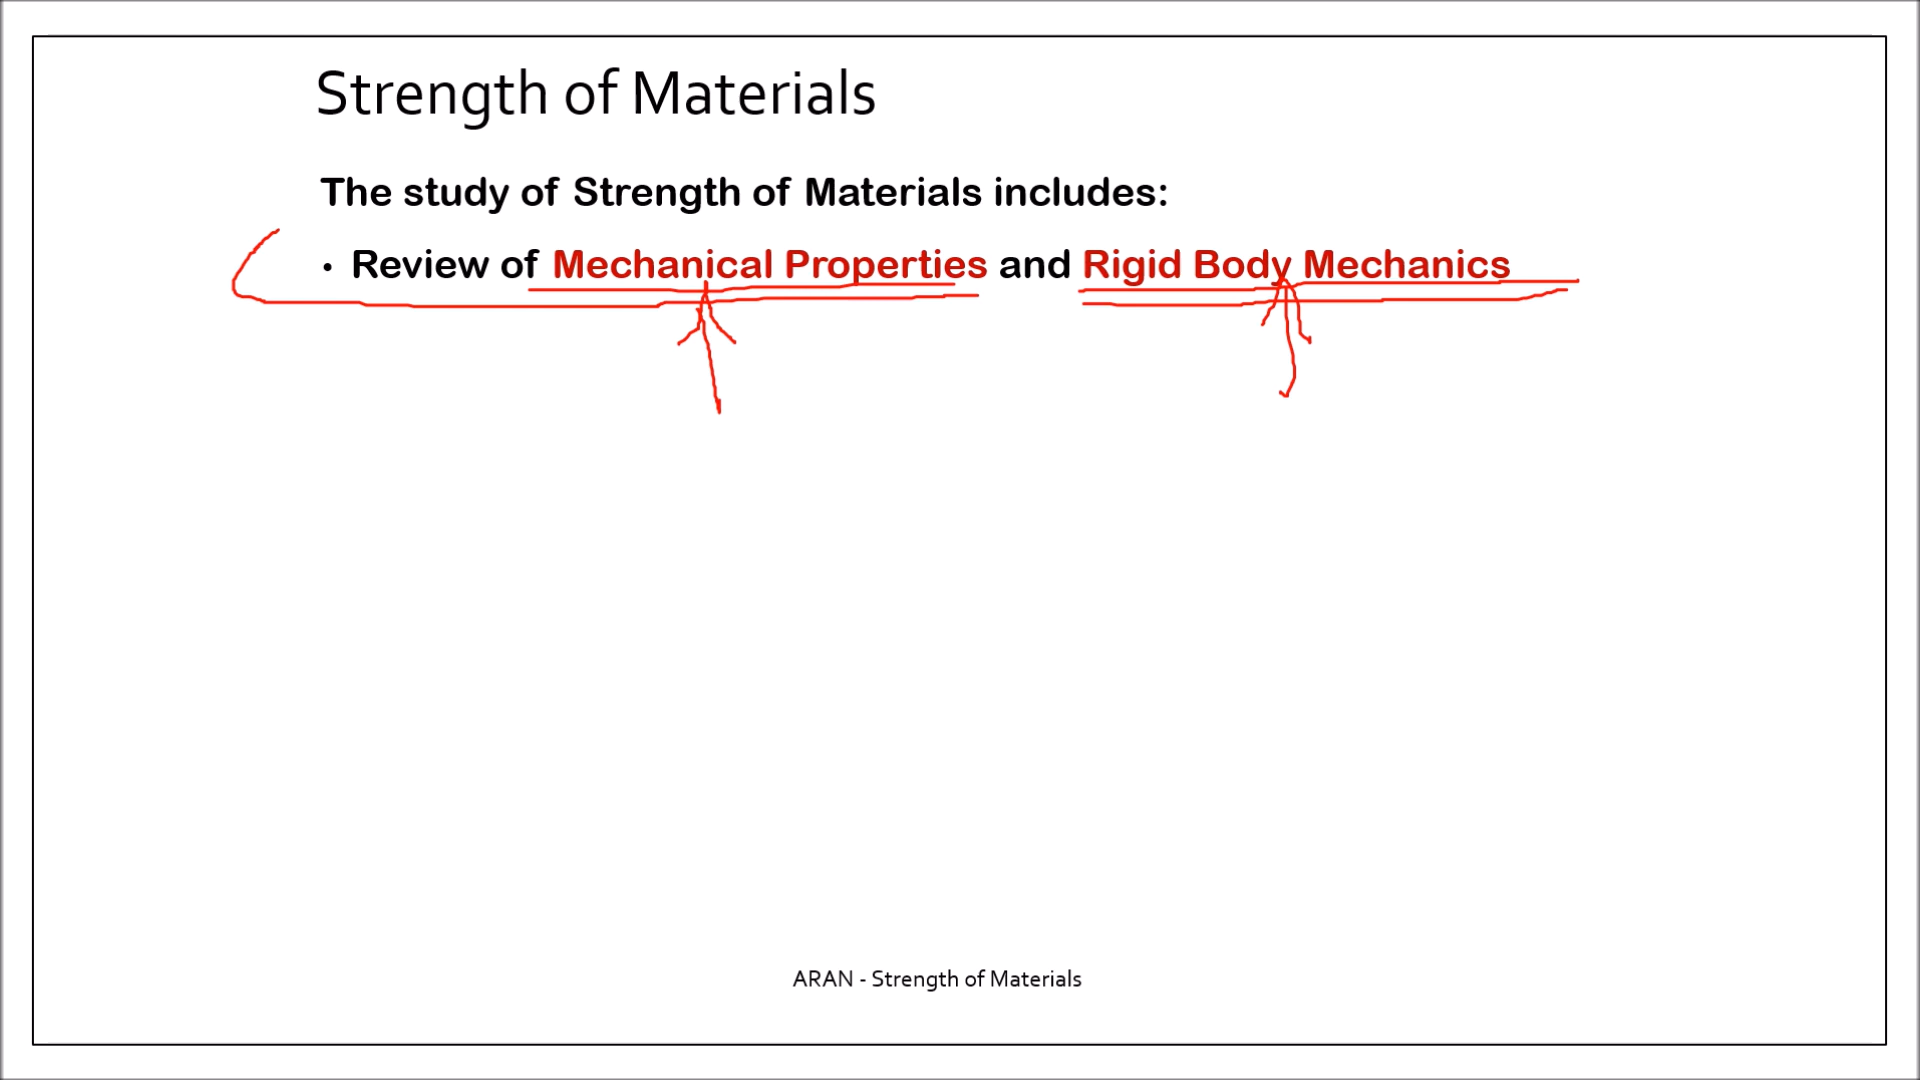 Strength of Materials
The study of Strength of Materials includes:
• Review of Mechanical Properties and Rigid Body Mechanics
ARAN - Strength of Materials